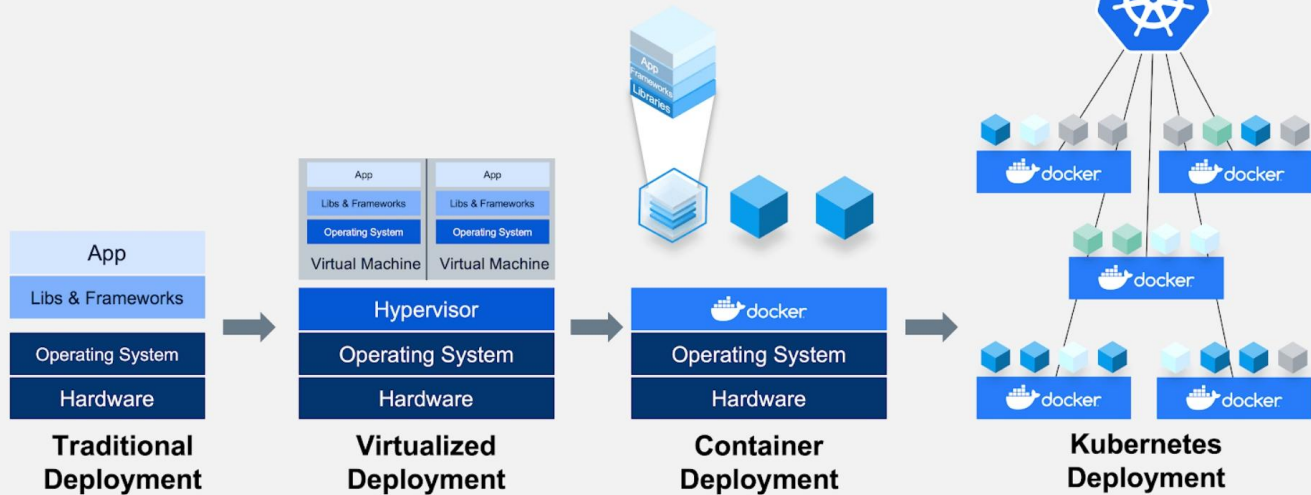 App
Libs & Frameworks
Operating System
Hardware
Traditional
Deployment
App
Libs & Frameworks
Operating System
Virtual Machine
App
Libs & Frameworks
Operating System
Virtual Machine
Hypervisor
Operating System
Hardware
Virtualized
Deployment
App
Frameworks
Libraries
docker
Operating System
Hardware
Container
Deployment
docker
docker
docker
docker
docker
Kubernetes
Deployment